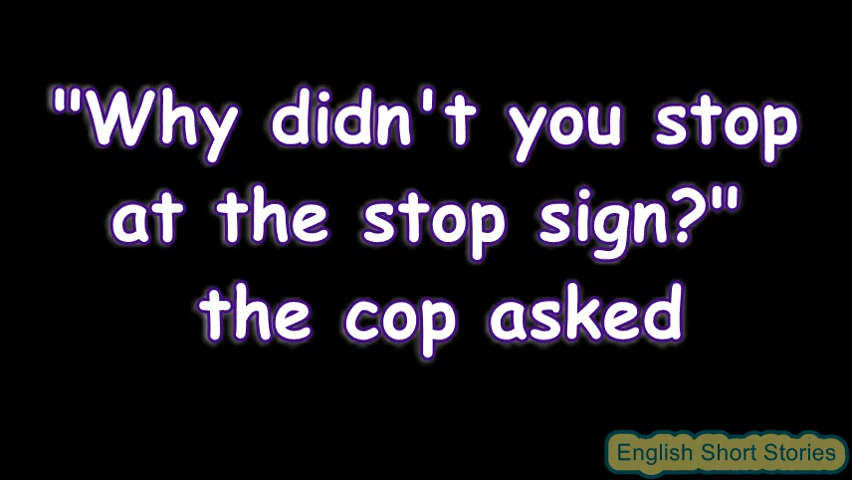 "Why didn't you stop
at the stop sign?"
the cop asked
English Short Stories